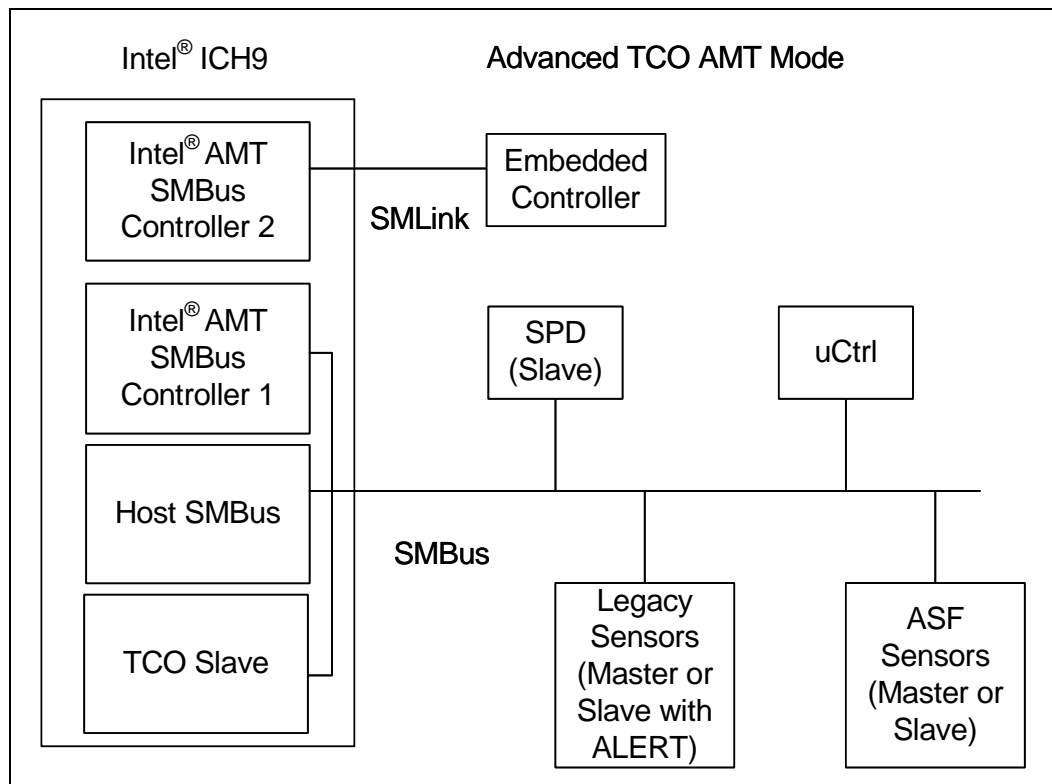 Intel® ICH9
Advanced TCO AMT Mode
Intel® AMT
SMBus
Controller 2
Embedded
Controller
SMLink
Intel® AMT
SMBus
Controller 1
SPD
(Slave)
uCtrl
Host SMBus
SMBus
TCO Slave
Legacy
Sensors
(Master or
Slave with
ALERT)
ASF
Sensors
(Master or
Slave)